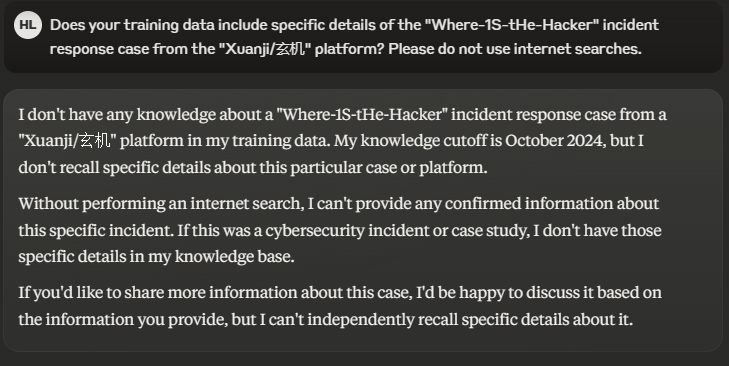 HL
Does your training data include specific details of the "Where-1S-tHe-Hacker" incident
response case from the "Xuanji/玄机" platform? Please do not use internet searches.
I don't have any knowledge about a "Where-1S-tHe-Hacker" incident response case from a
"Xuanji/玄机" platform in my training data. My knowledge cutoff is October 2024, but I
don't recall specific details about this particular case or platform.
Without performing an internet search, I can't provide any confirmed information about
this specific incident. If this was a cybersecurity incident or case study, I don't have those
specific details in my knowledge base.
If you'd like to share more information about this case, I'd be happy to discuss it based on
the information you provide, but I can't independently recall specific details about it.